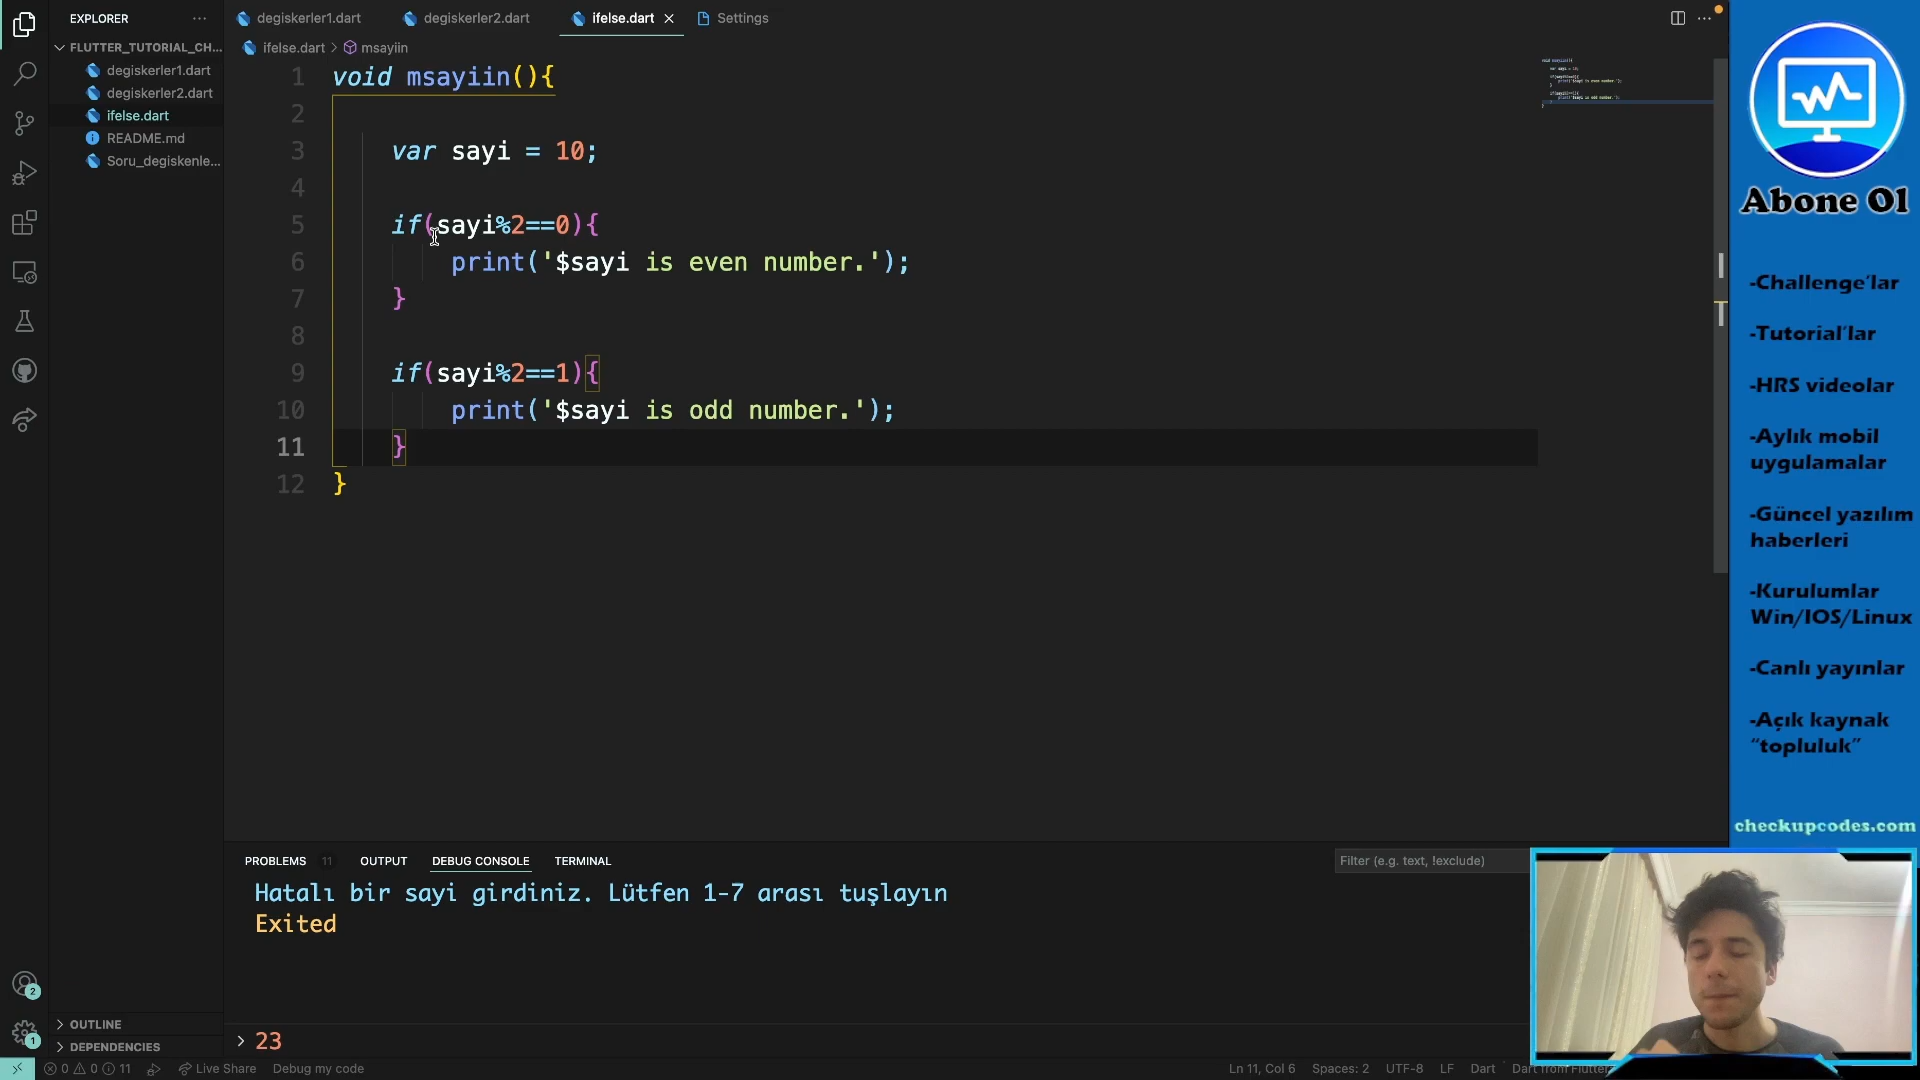 EXPLORER
FLUTTER_TUTORIAL_CH...
degiskerler1.dart
degiskerler2.dart
ifelse.dart
README.md
Soru_degiskenle...
OUTLINE
DEPENDENCIES
degiskerler1.dart
degiskerler2.dart
ifelse.dart
Settings
ifelse.dart > msayiin
1 void msayiin(){
2
3 var sayi = 10;
4
5 if(sayi%2==0){
6 print('$sayi is even number.');
7 }
8
9 if(sayi%2==1){
10 print('$sayi is odd number.');
11 }
12 }
PROBLEMS 11 OUTPUT DEBUG CONSOLE TERMINAL
Filter (e.g. text, !exclude)
Hatalı bir sayi girdiniz. Lütfen 1-7 arası tuşlayın
Exited
> 23
2
1
0 0 11 Live Share Debug my code
Ln 11, Col 6 Spaces: 2 UTF-8 LF Dart Dart from Flutter
Abone Ol
-Challenge'lar
-Tutorial'lar
-HRS videolar
-Aylık mobil
uygulamalar
-Güncel yazılım
haberleri
-Kurulumlar
Win/IOS/Linux
-Canlı yayınlar
-Açık kaynak
“topluluk”
checkupcodes.com